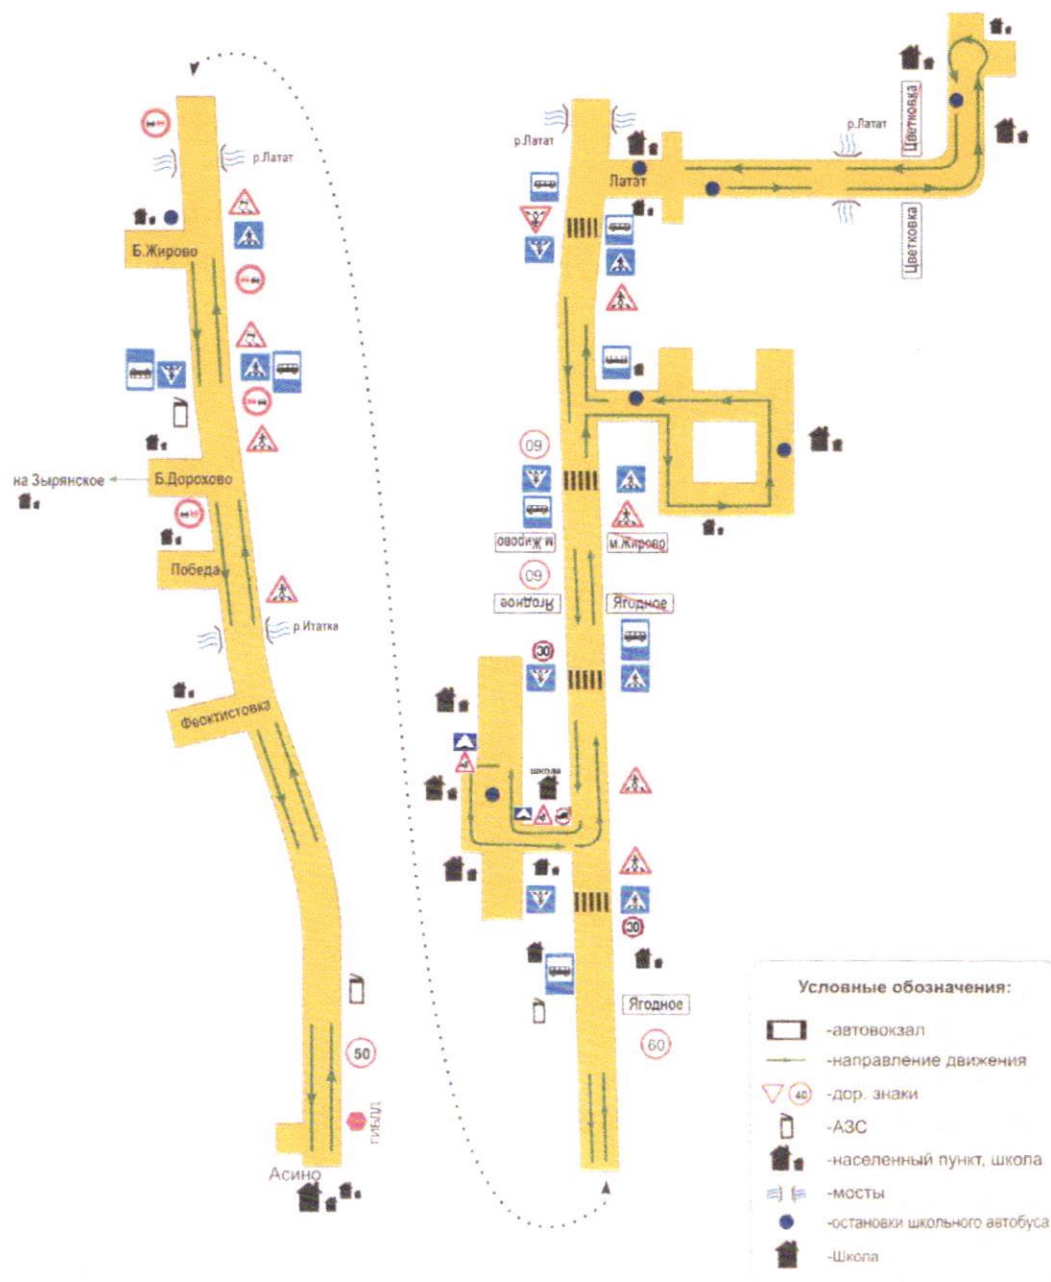 р.Латат
Б.Жирово
на Зырянское
Б.Дорохово
Победа
р.Итатка
Феоктистовка
50
ГИБДД
Асино
р.Латат
Латат
р.Латат
Цветковка
Цветковка
60
м.Жирово
м.Жирово
60
Ягодное
Ягодное
30
школа
30
Ягодное
60
Условные обозначения:
-автовокзал
-направление движения
40 -дор. знаки
-АЗС
-населенный пункт, школа
-мосты
-остановки школьного автобуса
-Школа